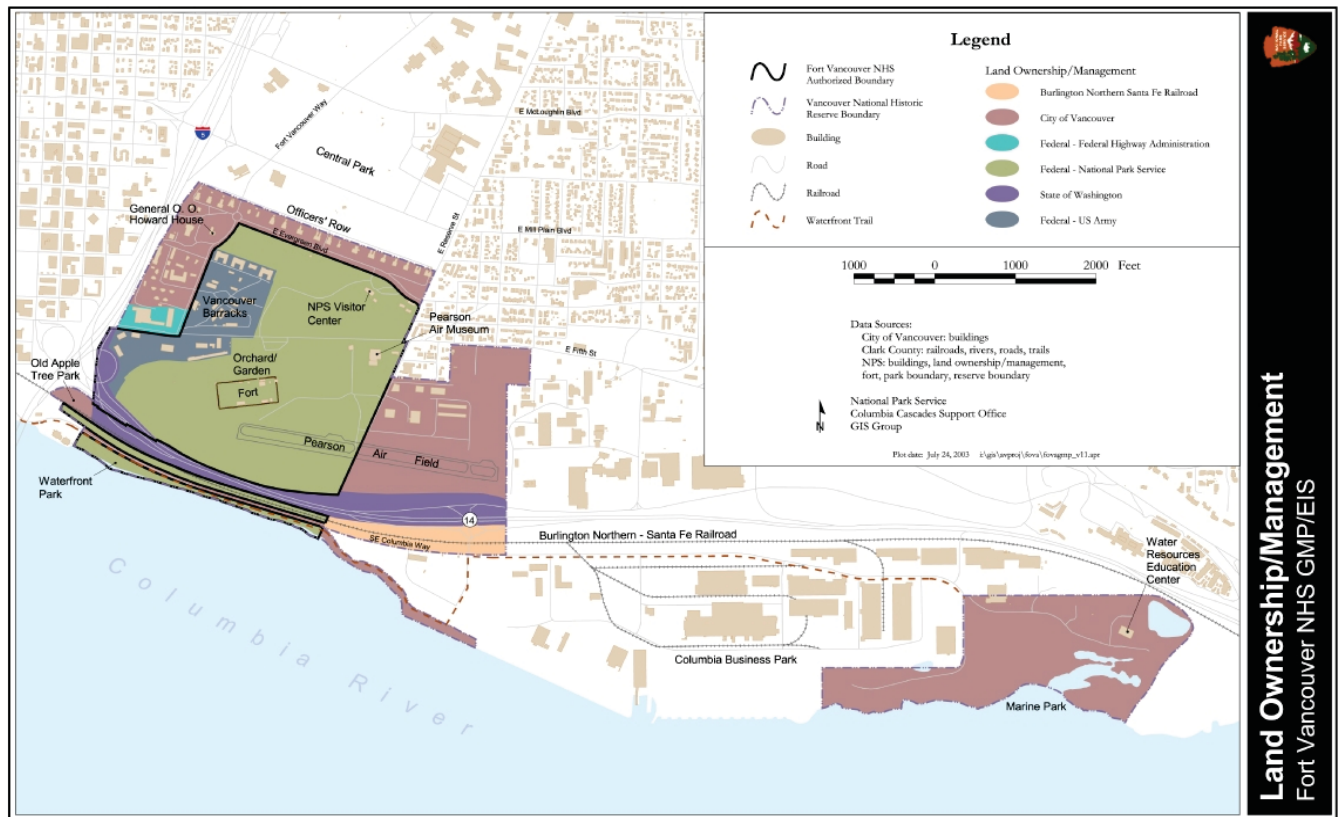 Legend
Fort Vancouver NHS
Authorized Boundary
Vancouver National Historic
Reserve Boundary
Building
Road
Railroad
Waterfront Trail
Land Ownership/Management
Burlington Northern Santa Fe Railroad
City of Vancouver
Federal - Federal Highway Administration
Federal - National Park Service
State of Washington
Federal - US Army
1000 0 1000 2000 Feet
Data Sources:
City of Vancouver: buildings
Clark County: railroads, rivers, roads, trails
NPS: buildings, land ownership/management,
fort, park boundary, reserve boundary
National Park Service
Columbia Cascades Support Office
GIS Group
N
Plot date: July 24, 2003
5
Fort Vancouver Way
E McLoughlin Blvd
Central Park
General O. O.
Howard House
Officers' Row
E Evergreen Blvd
E Reserve St
E Mill Plain Blvd
Vancouver
Barracks
NPS Visitor
Center
Pearson
Air Museum
E Fifth St
Old Apple
Tree Park
Orchard/
Garden
Fort
Pearson Air Field
Waterfront
Park
14
SE Columbia Way
Burlington Northern - Santa Fe Railroad
Water
Resources
Education
Center
Columbia Business Park
Marine Park
Columbia River
Land Ownership/Management
Fort Vancouver NHS GMP/EIS